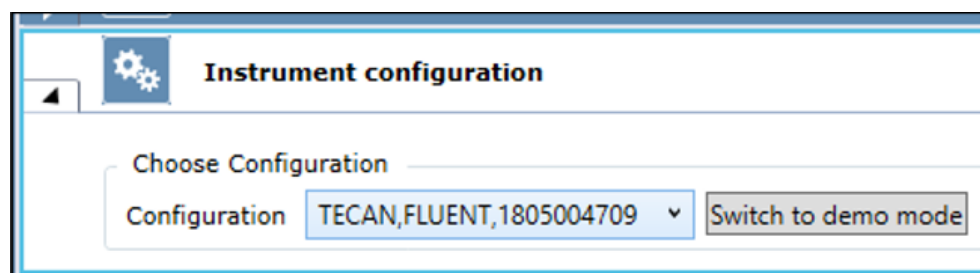 Instrument configuration
Choose Configuration
Configuration TECAN,FLUENT,1805004709 Switch to demo mode